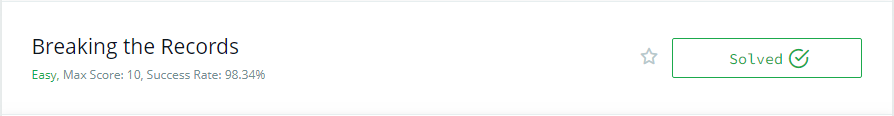 Breaking the Records
Solved
Easy, Max Score: 10, Success Rate: 98.34%